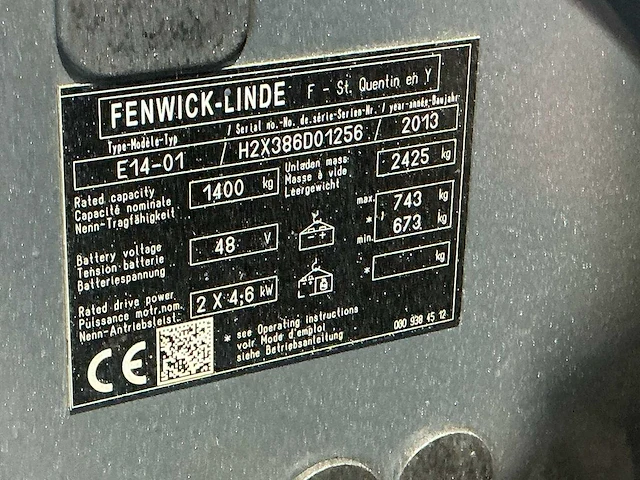 FENWICK-LINDE F - St. Quentin en Y
Type-Modèle-Typ / Serial no.-No. de.série-Serien-Nr. / year-année-Baujahr
E14-01 / H2X386D01256 / 2013
Rated capacity
Capacité nominale
Nenn-Tragfähigkeit
1400 kg
Unladen mass
Masse à vide
Leergewicht
2425 kg
Battery voltage
Tension batterie
Batteriespannung
48 V
max. 743 kg
*
min. 673 kg
Rated drive power
Puissance motr.nom.
Nenn-Antriebsleist.
2 X 4,6 kW
* kg
* see Operating instructions
voir Mode d'emploi
siehe Betriebsanleitung
000 938 45 12
CE